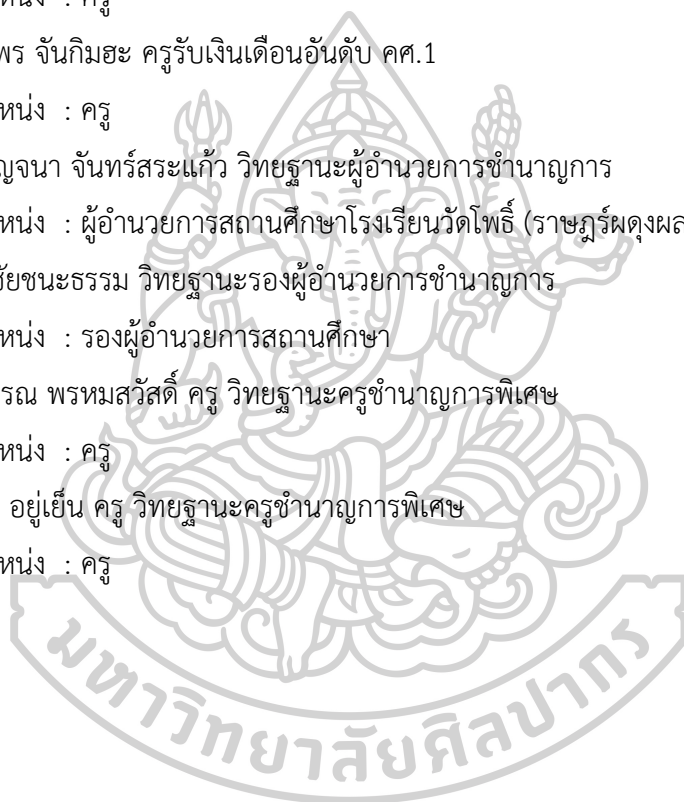 หน่ง : ครู
พร จันกิมฮะ ครูรับเงินเดือนอันดับ คศ.1
หน่ง : ครู
ญจนา จันทร์สระแก้ว วิทยฐานะผู้อำนวยการชำนาญการ
หน่ง : ผู้อำนวยการสถานศึกษาโรงเรียนวัดโพธิ์ (ราษฎร์ผดุงผล
ชัยชนะธรรม วิทยฐานะรองผู้อำนวยการชำนาญการ
หน่ง : รองผู้อำนวยการสถานศึกษา
รรณ พรหมสวัสดิ์ ครู วิทยฐานะครูชำนาญการพิเศษ
หน่ง : ครู
อยู่เย็น ครู วิทยฐานะครูชำนาญการพิเศษ
หน่ง : ครู
มหาวิทยาลัยศิลปากร